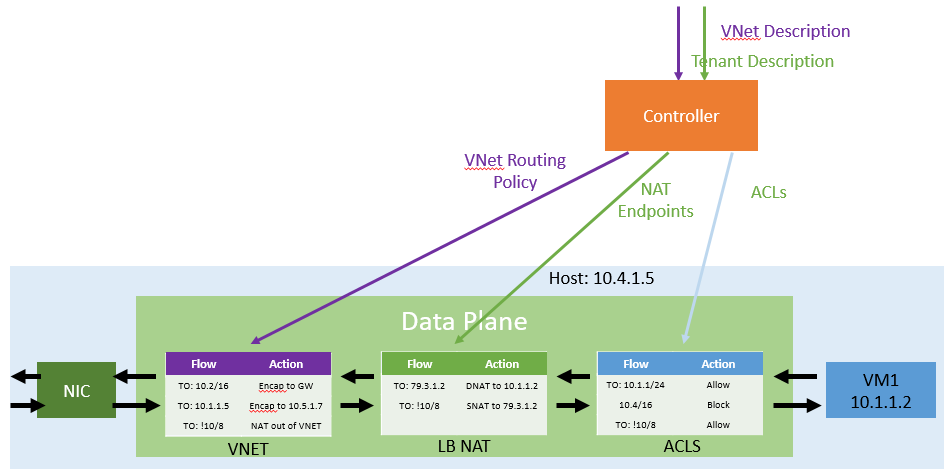 VNet Description
Tenant Description
Controller
VNet Routing
Policy
NAT
Endpoints
ACLs
Host: 10.4.1.5
Data Plane
NIC
Flow Action
TO: 10.2/16 Encap to GW
TO: 10.1.1.5 Encap to 10.5.1.7
TO: !10/8 NAT out of VNET
VNET
Flow Action
TO: 79.3.1.2 DNAT to 10.1.1.2
TO: !10/8 SNAT to 79.3.1.2
LB NAT
Flow Action
TO: 10.1.1/24 Allow
10.4/16 Block
TO: !10/8 Allow
ACLS
VM1
10.1.1.2